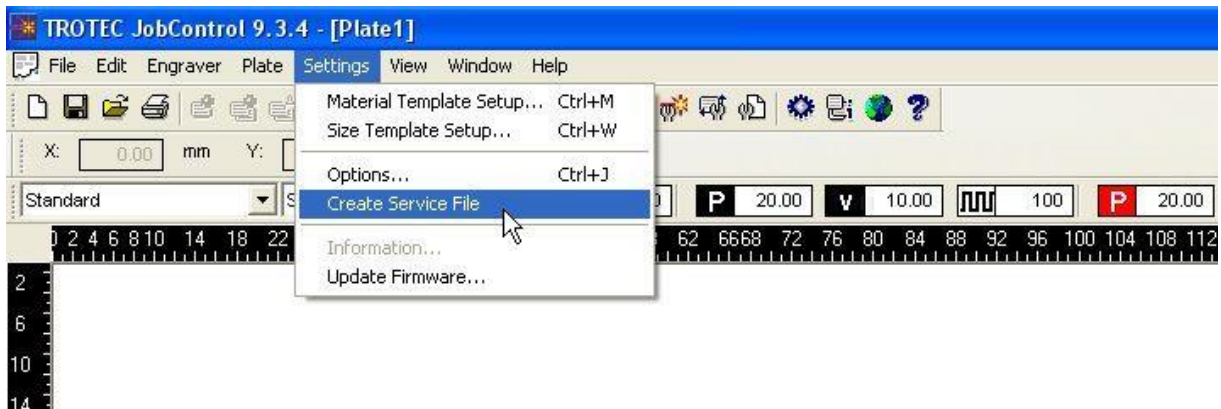 TROTEC JobControl 9.3.4 - [Plate1]
File Edit Engraver Plate Settings View Window Help
Material Template Setup... Ctrl+M
Size Template Setup... Ctrl+W
Options... Ctrl+J
Create Service File
Information...
Update Firmware...
X: 0.00 mm Y:
Standard S P 20.00 V 10.00 100 P 20.00
0 2 4 6 8 10 14 18 22 62 66 68 72 76 80 84 88 92 96 100 104 108 112
2
6
10
14